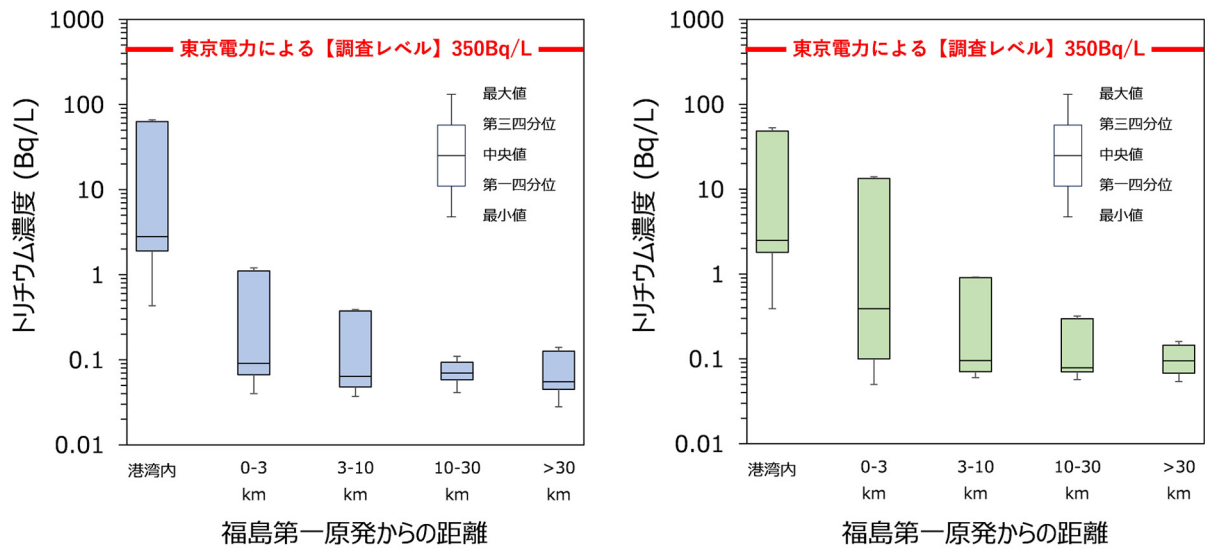 1000
100
10
1
0.1
0.01
トリチウム濃度 (Bq/L)
東京電力による【調査レベル】350Bq/L
最大値
第三四分位
中央値
第一四分位
最小値
港湾内
0-3
km
3-10
km
10-30
km
>30
km
福島第一原発からの距離
1000
100
10
1
0.1
0.01
トリチウム濃度 (Bq/L)
東京電力による【調査レベル】350Bq/L
最大値
第三四分位
中央値
第一四分位
最小値
港湾内
0-3
km
3-10
km
10-30
km
>30
km
福島第一原発からの距離